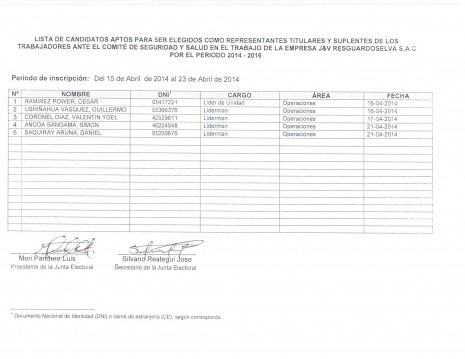 LISTA DE CANDIDATOS APTOS PARA SER ELEGIDOS COMO REPRESENTANTES TITULARES Y SUPLENTES DE LOS
TRABAJADORES ANTE EL COMITÉ DE SEGURIDAD Y SALUD EN EL TRABAJO DE LA EMPRESA J&V RESGUARDOSELVA S.A.C
POR EL PERIODO 2014 - 2016
Periodo de inscripción: Del 15 de Abril de 2014 al 23 de Abril de 2014
Nº NOMBRE DNI¹ CARGO ÁREA FECHA
1 RAMIREZ POWER, CESAR 05417221 Lider de Unidad Operaciones 16-04-2014
2 USHIÑAHUA VASQUEZ, GUILLERMO 05366376 Liderman Operaciones 16-04-2014
3 CORONEL DIAZ, VALENTIN YOEL 42529611 Liderman Operaciones 17-04-2014
4 ANDOA SANGAMA, SIMON 46204548 Liderman Operaciones 21-04-2014
5 SAQUIRAY ARUNA, DANIEL 05200679 Liderman Operaciones 21-04-2014
Mori Panduro Luis Silvano Reategui Jose
Presidente de la Junta Electoral Secretario de la Junta Electoral
¹ Documento Nacional de Identidad (DNI) o carné de extranjería (CE), según corresponda.